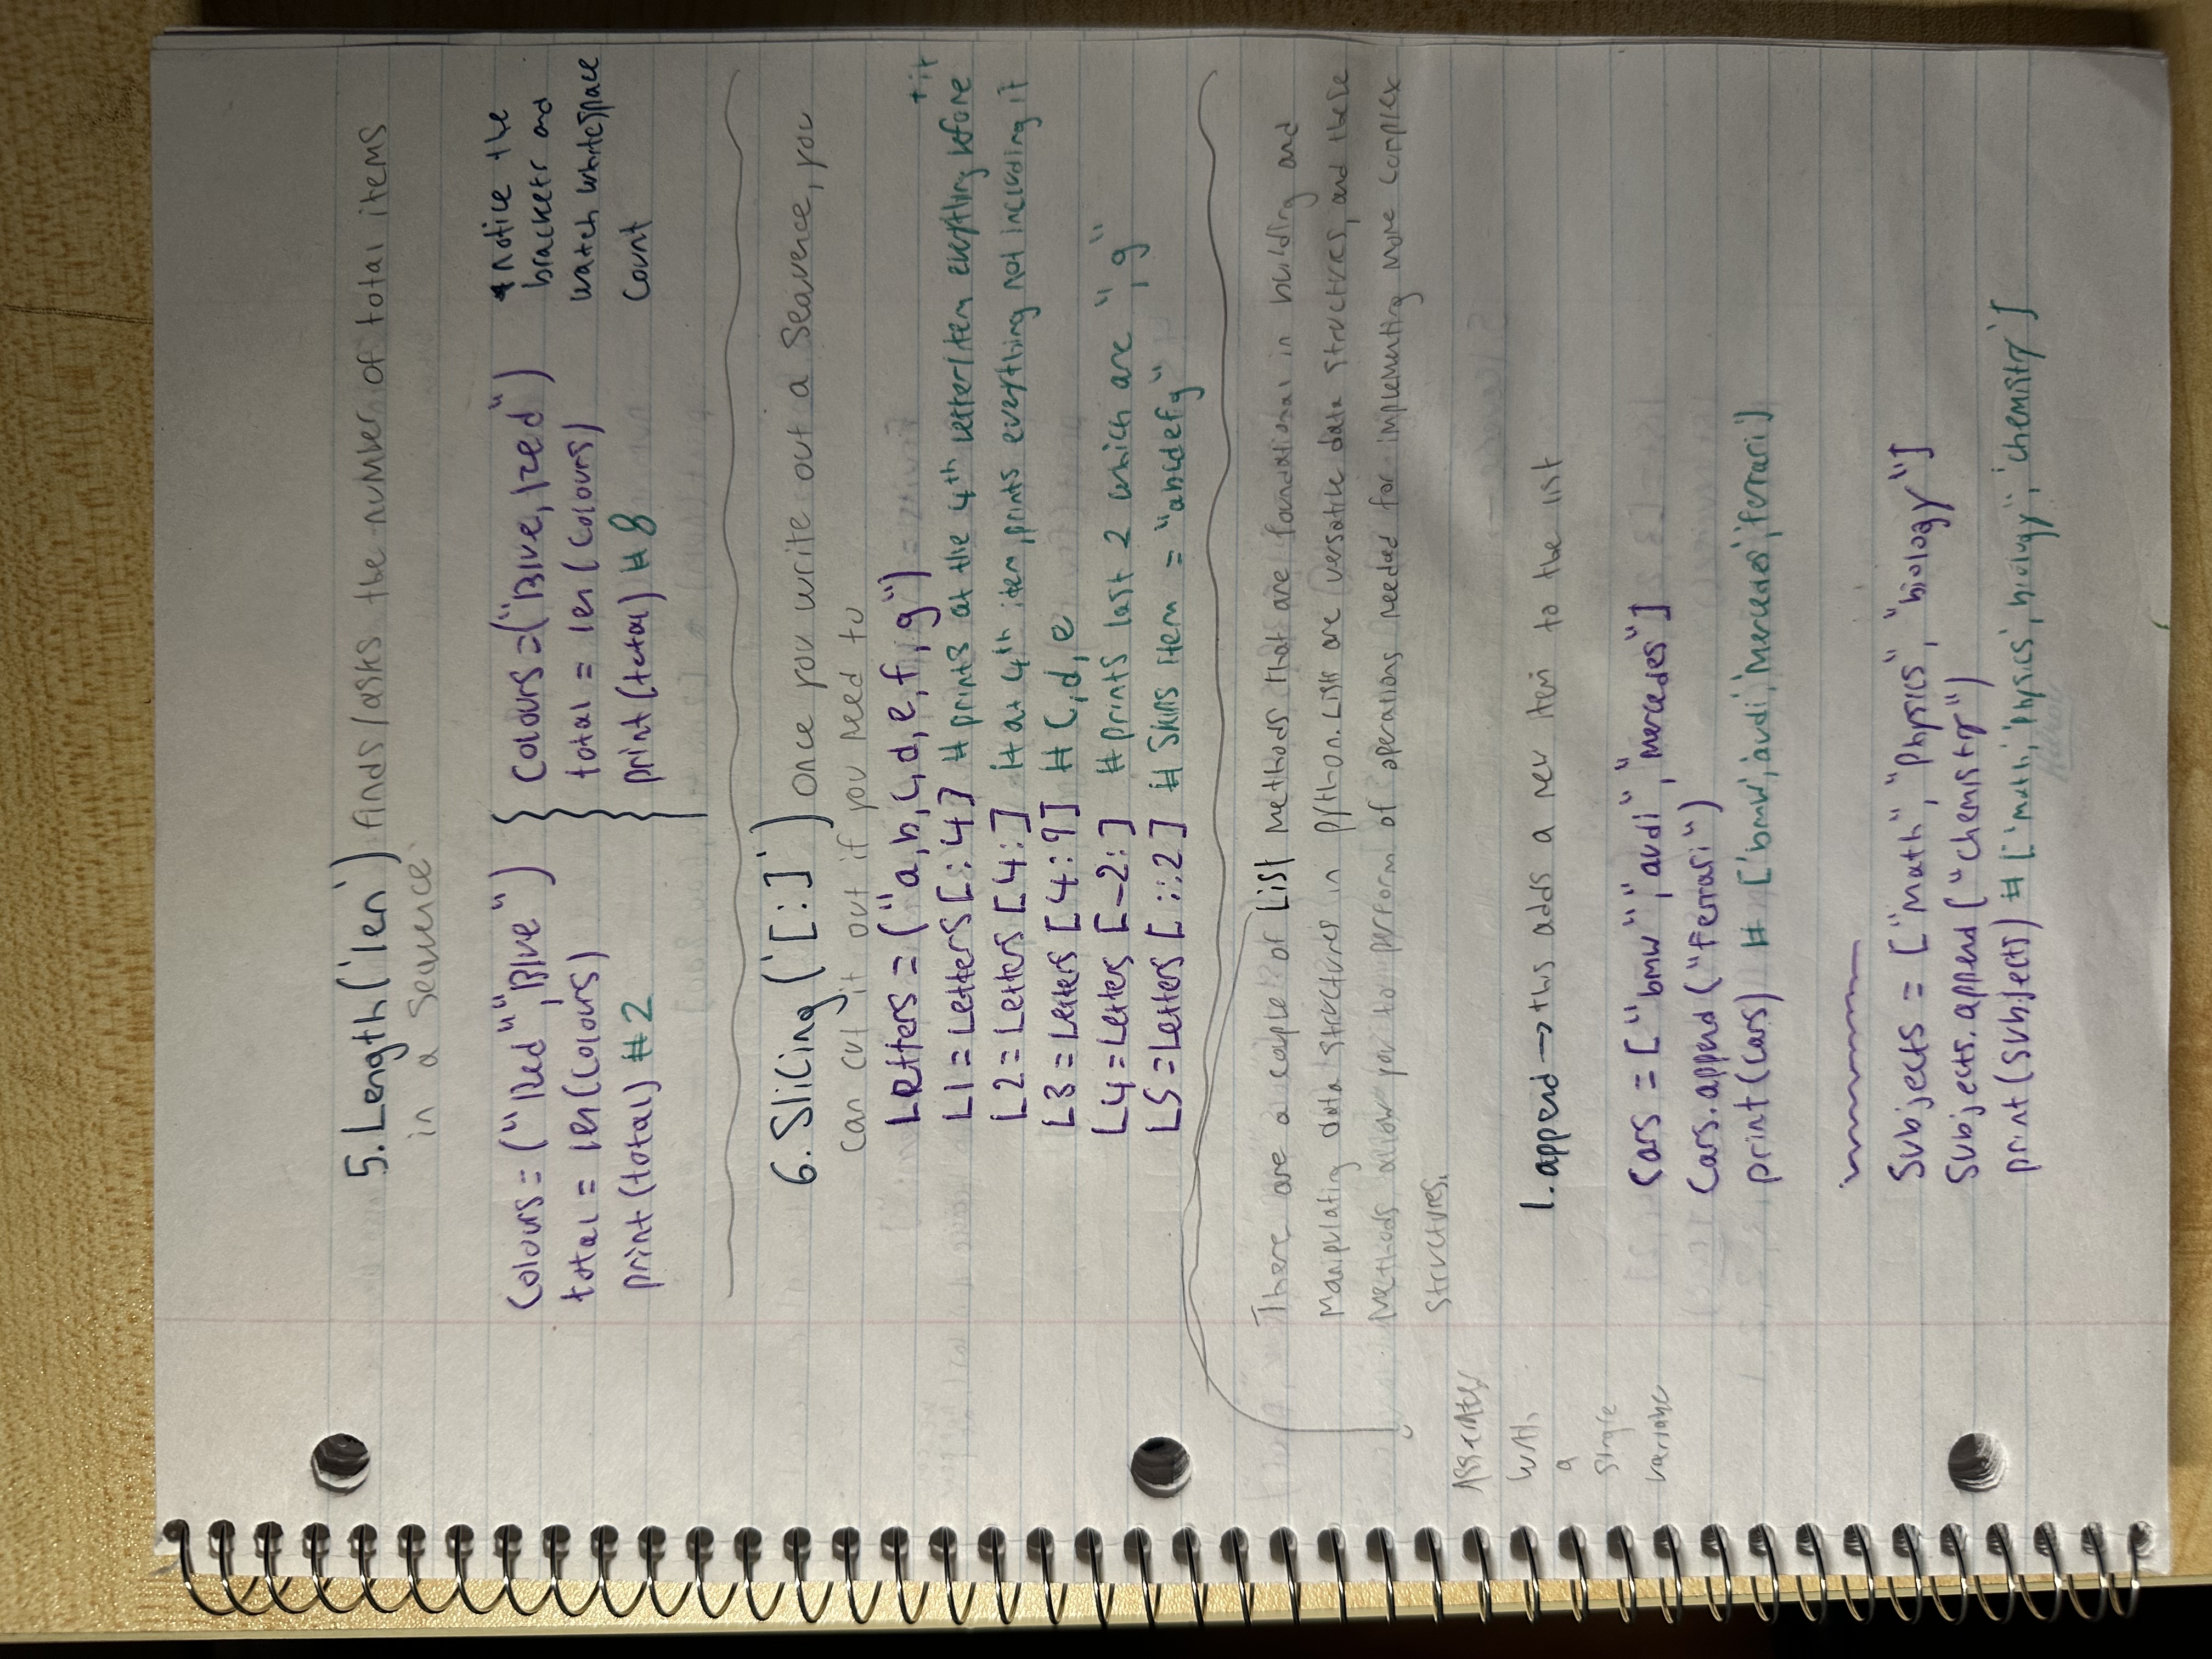 5. Length ('len') finds/asks the number of total items
in a sequence
Colours = ("Red", "Blue")
total = len(Colours)
print(total) #2
Colours = ("Blue, Red")
total = len(Colours)
print(total) #8
*notice the
brackets and
watch whitespace
count
6. Slicing ('[:]') Once you write out a sequence, you
can cut it out if you need to
Letters = ("a,b,c,d,e,f,g")
+it
L1 = Letters[:4] # prints at the 4th letter/item everything before
L2 = Letters[4:] # at 4th item, prints everything not including it
L3 = Letters[4:9] # c,d,e
L4 = Letters[-2:] # prints last 2 which are ",g"
L5 = Letters[::2] # Skips item = "abcdefg"
There are a couple of List methods that are foundational in building and
manipulating data structures in python. Lists are versatile data structures, and these
methods allow you to perform of operations needed for implementing more complex
structures.
with
a
single
variable
1. append → this adds a new item to the list
Cars = ["bmw","audi","Mercedes"]
Cars.append("Ferrari")
print(cars) # ['bmw','audi','Mercedes','ferrari']
Subjects = ["Math", "Physics", "biology"]
Subjects.append("chemistry")
print(subjects) # ['Math,'Physics', biology", 'chemistry']
Hilroy